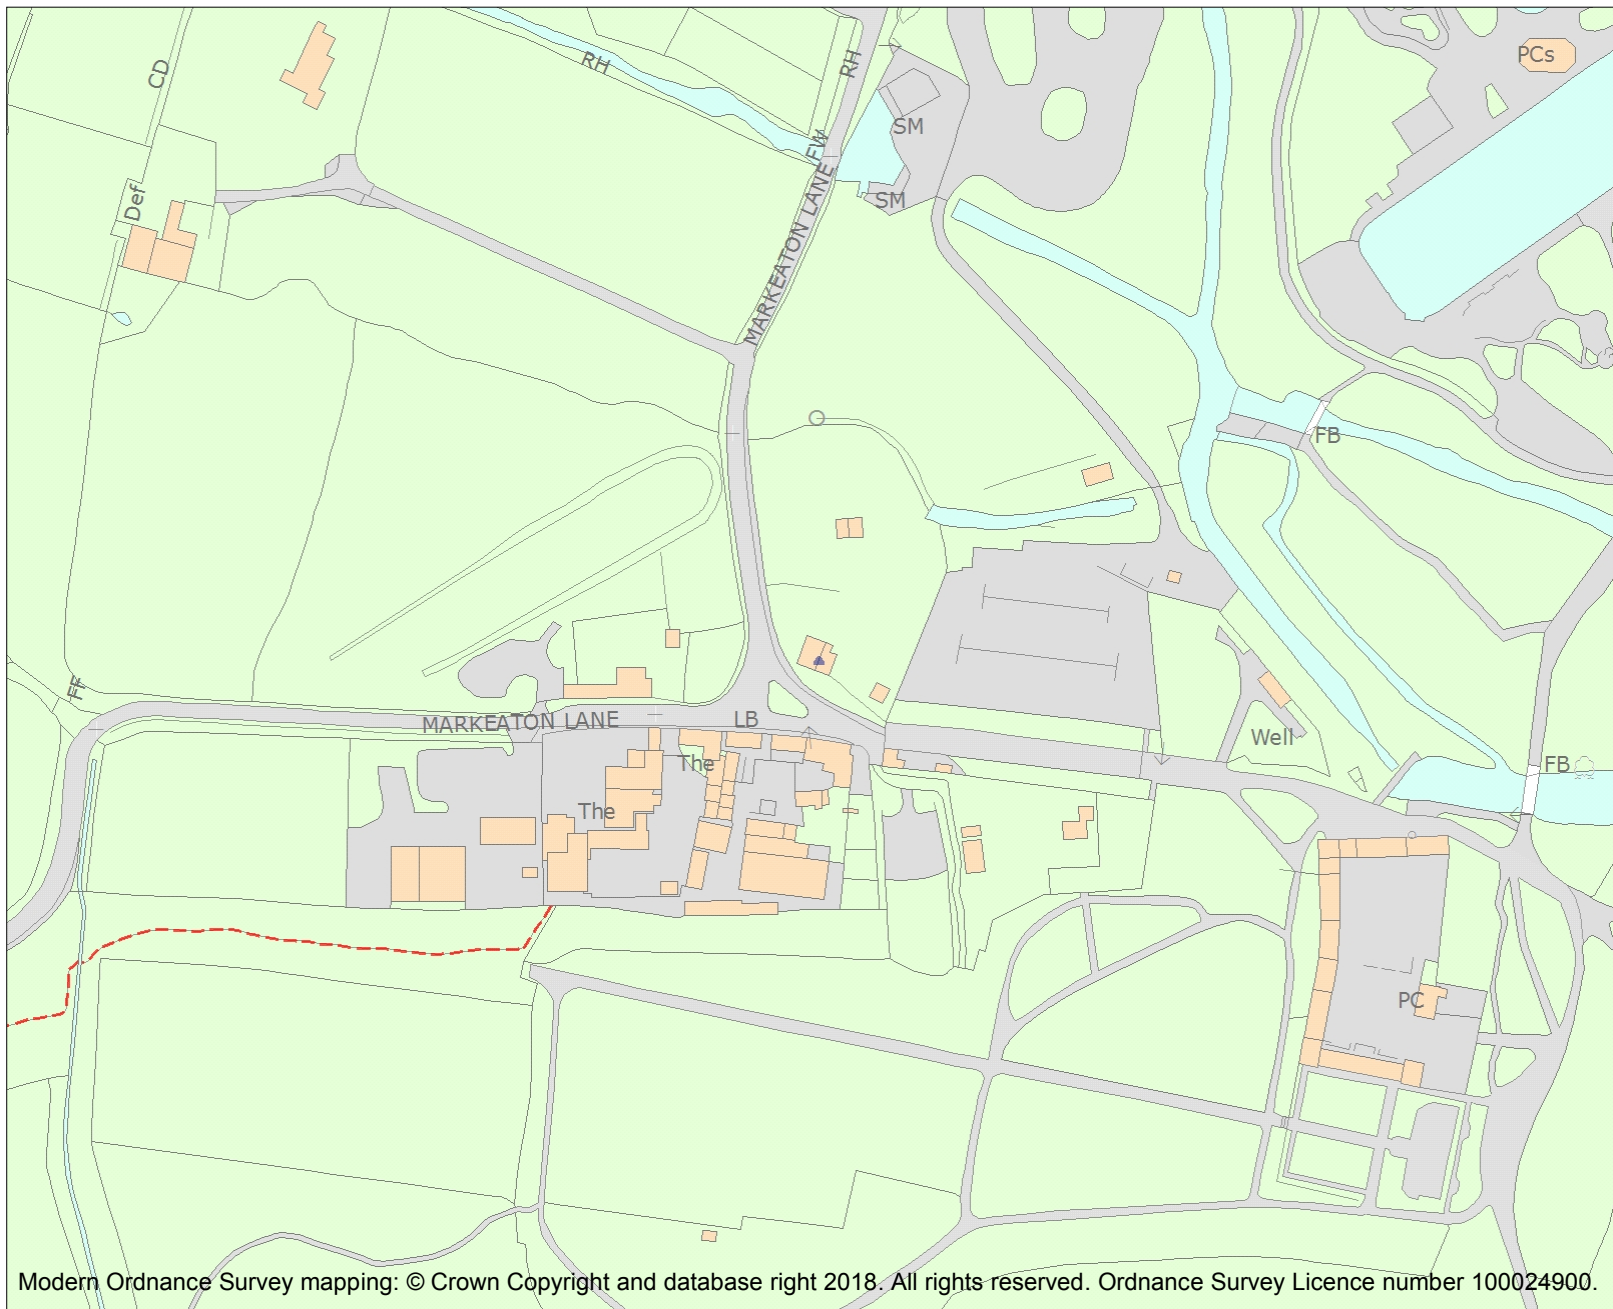 PCs
CD
RH
RH
SM
FW
SM
Def
MARKEATON LANE
FB
FF
MARKEATON LANE
LB
Well
The
FB
The
PC
Modern Ordnance Survey mapping: © Crown Copyright and database right 2018. All rights reserved. Ordnance Survey Licence number 100024900.